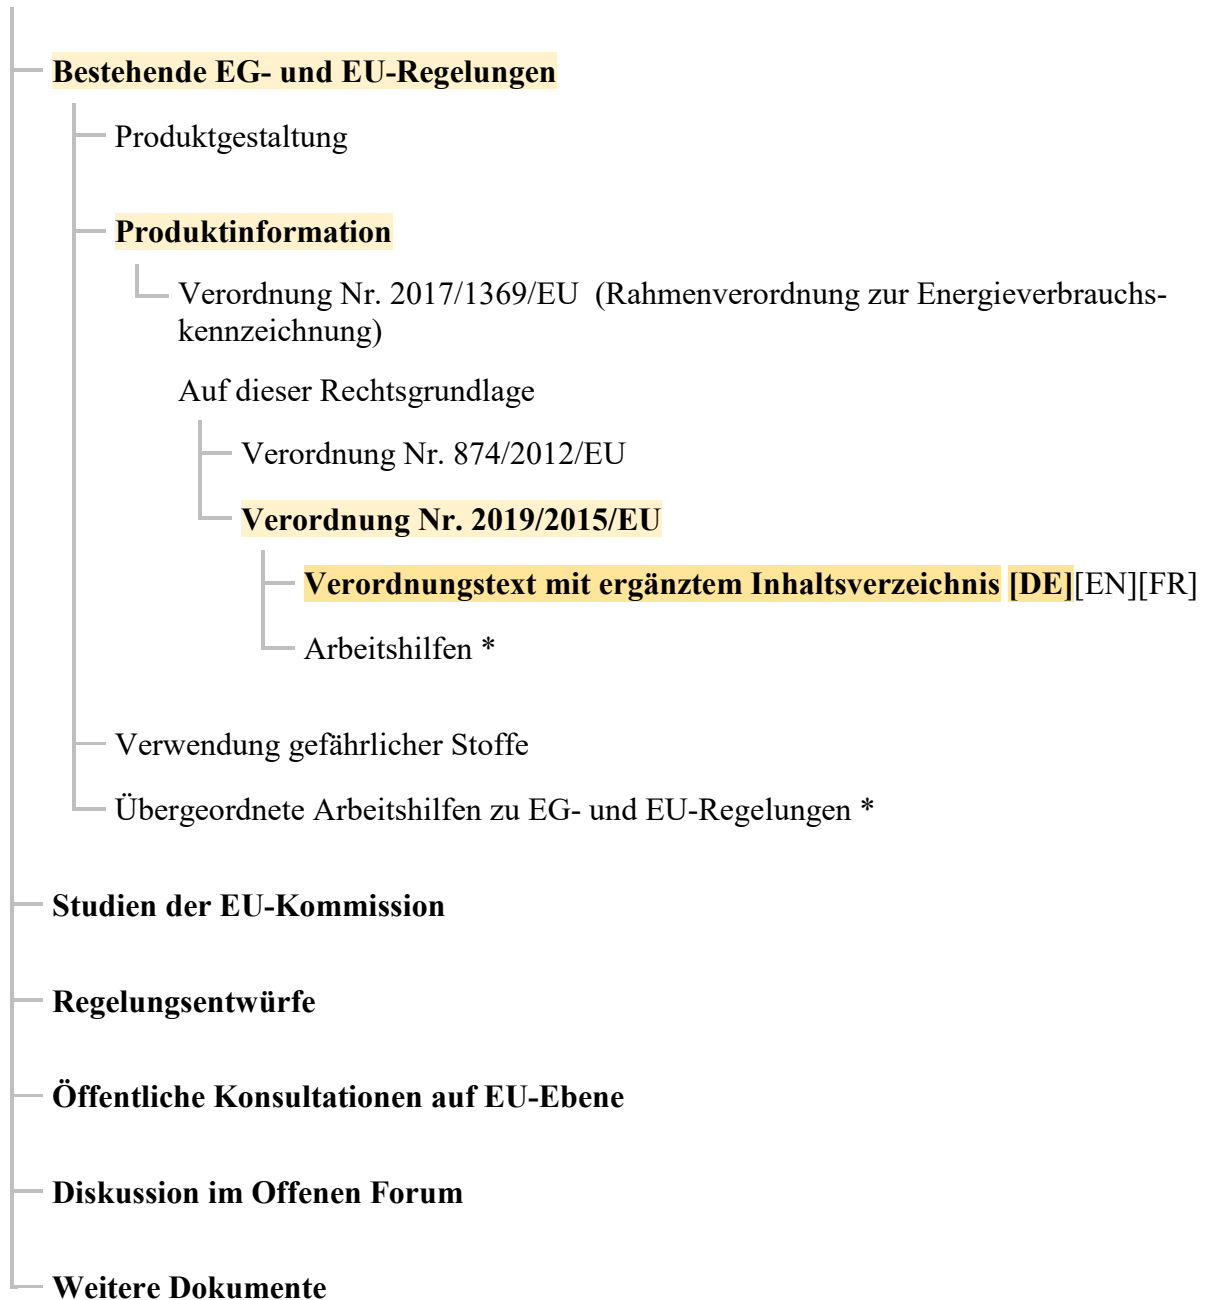 Bestehende EG- und EU-Regelungen
Produktgestaltung
Produktinformation
Verordnung Nr. 2017/1369/EU (Rahmenverordnung zur Energieverbrauchs-
kennzeichnung)
Auf dieser Rechtsgrundlage
Verordnung Nr. 874/2012/EU
Verordnung Nr. 2019/2015/EU
Verordnungstext mit ergänztem Inhaltsverzeichnis [DE][EN][FR]
Arbeitshilfen *
Verwendung gefährlicher Stoffe
Übergeordnete Arbeitshilfen zu EG- und EU-Regelungen *
Studien der EU-Kommission
Regelungsentwürfe
Öffentliche Konsultationen auf EU-Ebene
Diskussion im Offenen Forum
Weitere Dokumente